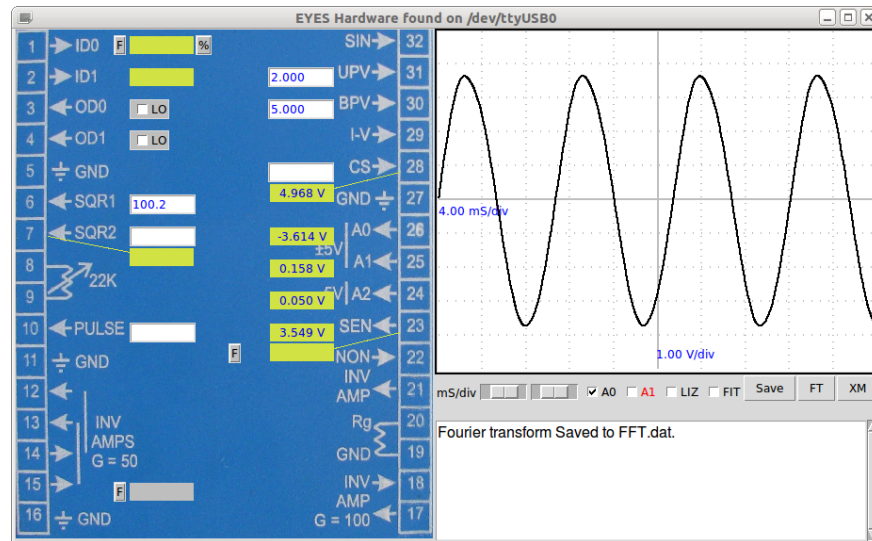 EYES Hardware found on /dev/ttyUSB0
1 ID0 F %
2 ID1
3 OD0 LO
4 OD1 LO
5 GND
6 SQR1 100.2
7 SQR2
8
22K
9
10 PULSE
11 GND
12
13 INV
AMPS
14 G = 50
15 F
16 GND
SIN 32
2.000 UPV 31
5.000 BPV 30
I-V 29
CS 28
4.968 V GND 27
-3.614 V A0 26
±5V
0.158 V A1 25
0.050 V 5V A2 24
3.549 V SEN 23
F NON 22
INV
AMP 21
Rg 20
GND 19
INV 18
AMP
G = 100 17
4.00 mS/div
1.00 V/div
mS/div A0 A1 LIZ FIT Save FT XM
Fourier transform Saved to FFT.dat.